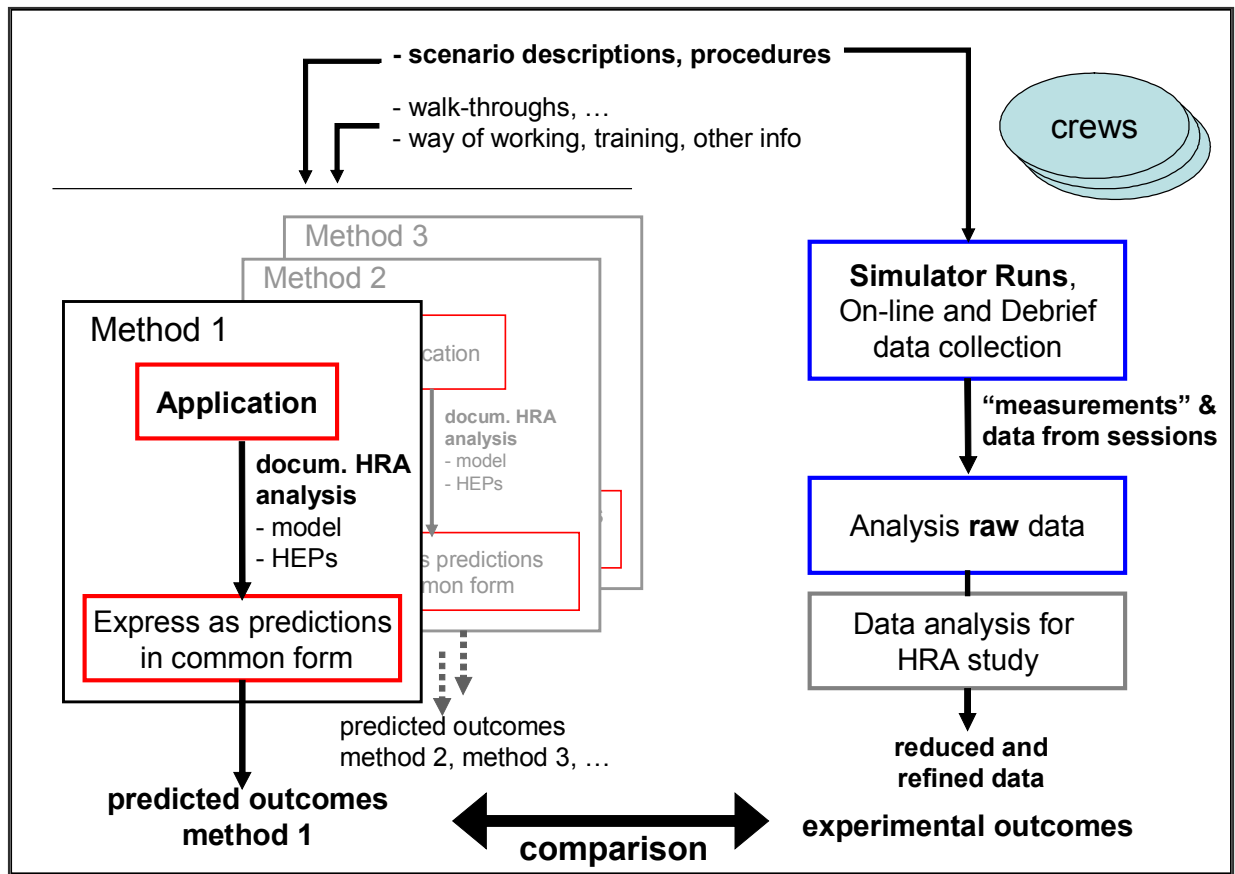 - scenario descriptions, procedures
- walk-throughs, …
- way of working, training, other info
crews
Method 3
Method 2
cation
docum. HRA
analysis
- model
- HEPs
s
s predictions
mon form
Method 1
Application
docum. HRA
analysis
- model
- HEPs
Express as predictions
in common form
predicted outcomes
method 2, method 3, …
predicted outcomes
method 1
Simulator Runs,
On-line and Debrief
data collection
“measurements” &
data from sessions
Analysis raw data
Data analysis for
HRA study
reduced and
refined data
experimental outcomes
comparison